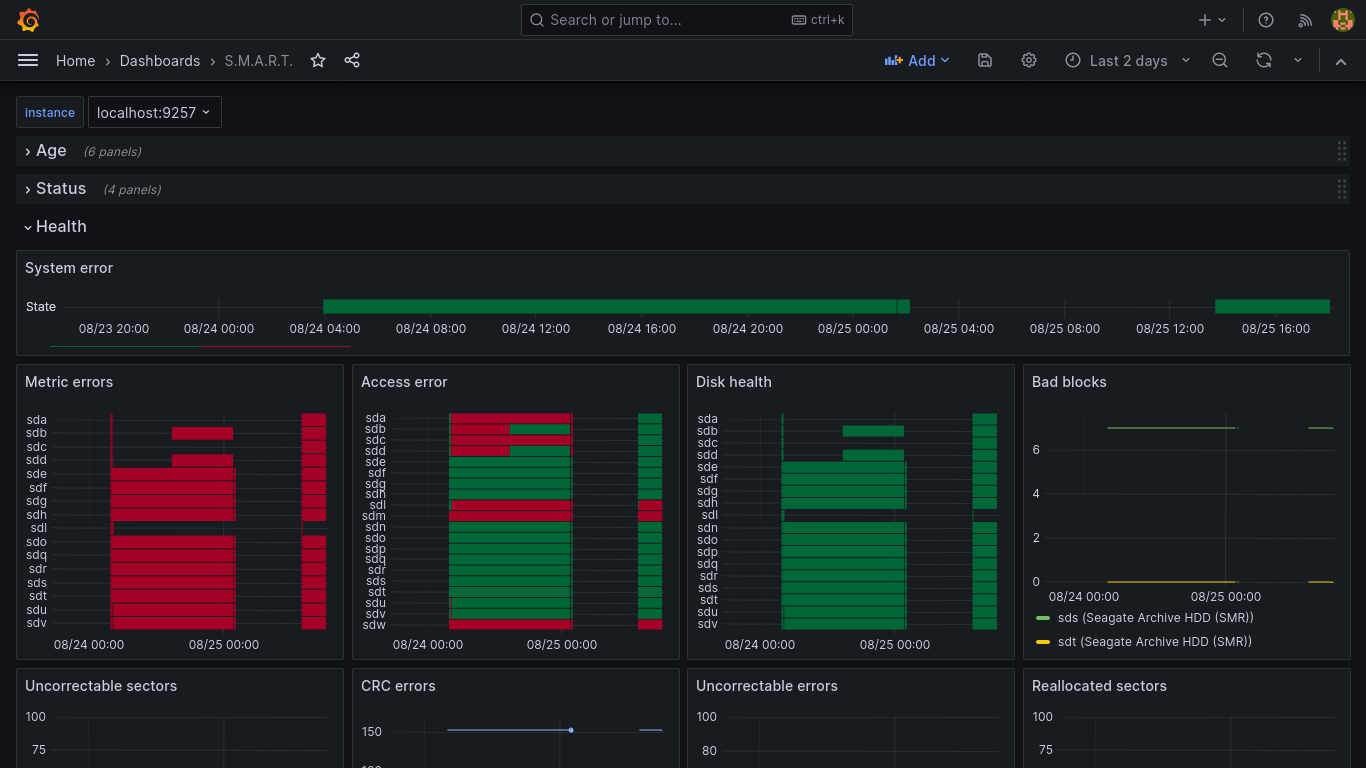 Search or jump to... ctrl+k
Home › Dashboards › S.M.A.R.T. Add Last 2 days
instance localhost:9257
Age (6 panels)
Status (4 panels)
Health
System error
State
08/23 20:00 08/24 00:00 08/24 04:00 08/24 08:00 08/24 12:00 08/24 16:00 08/24 20:00 08/25 00:00 08/25 04:00 08/25 08:00 08/25 12:00 08/25 16:00
Metric errors
sda
sdb
sdc
sdd
sde
sdf
sdg
sdh
sdl
sdo
sdq
sdr
sds
sdt
sdu
sdv
08/24 00:00 08/25 00:00
Access error
sda
sdb
sdc
sdd
sde
sdf
sdg
sdh
sdl
sdm
sdn
sdo
sdp
sdq
sdr
sds
sdt
sdu
sdv
sdw
08/24 00:00 08/25 00:00
Disk health
sda
sdb
sdc
sdd
sde
sdf
sdg
sdh
sdl
sdn
sdo
sdp
sdq
sdr
sds
sdt
sdu
sdv
08/24 00:00 08/25 00:00
Bad blocks
6
4
2
0
08/24 00:00 08/25 00:00
sds (Seagate Archive HDD (SMR))
sdt (Seagate Archive HDD (SMR))
Uncorrectable sectors
100
75
CRC errors
150
Uncorrectable errors
100
80
Reallocated sectors
100
75